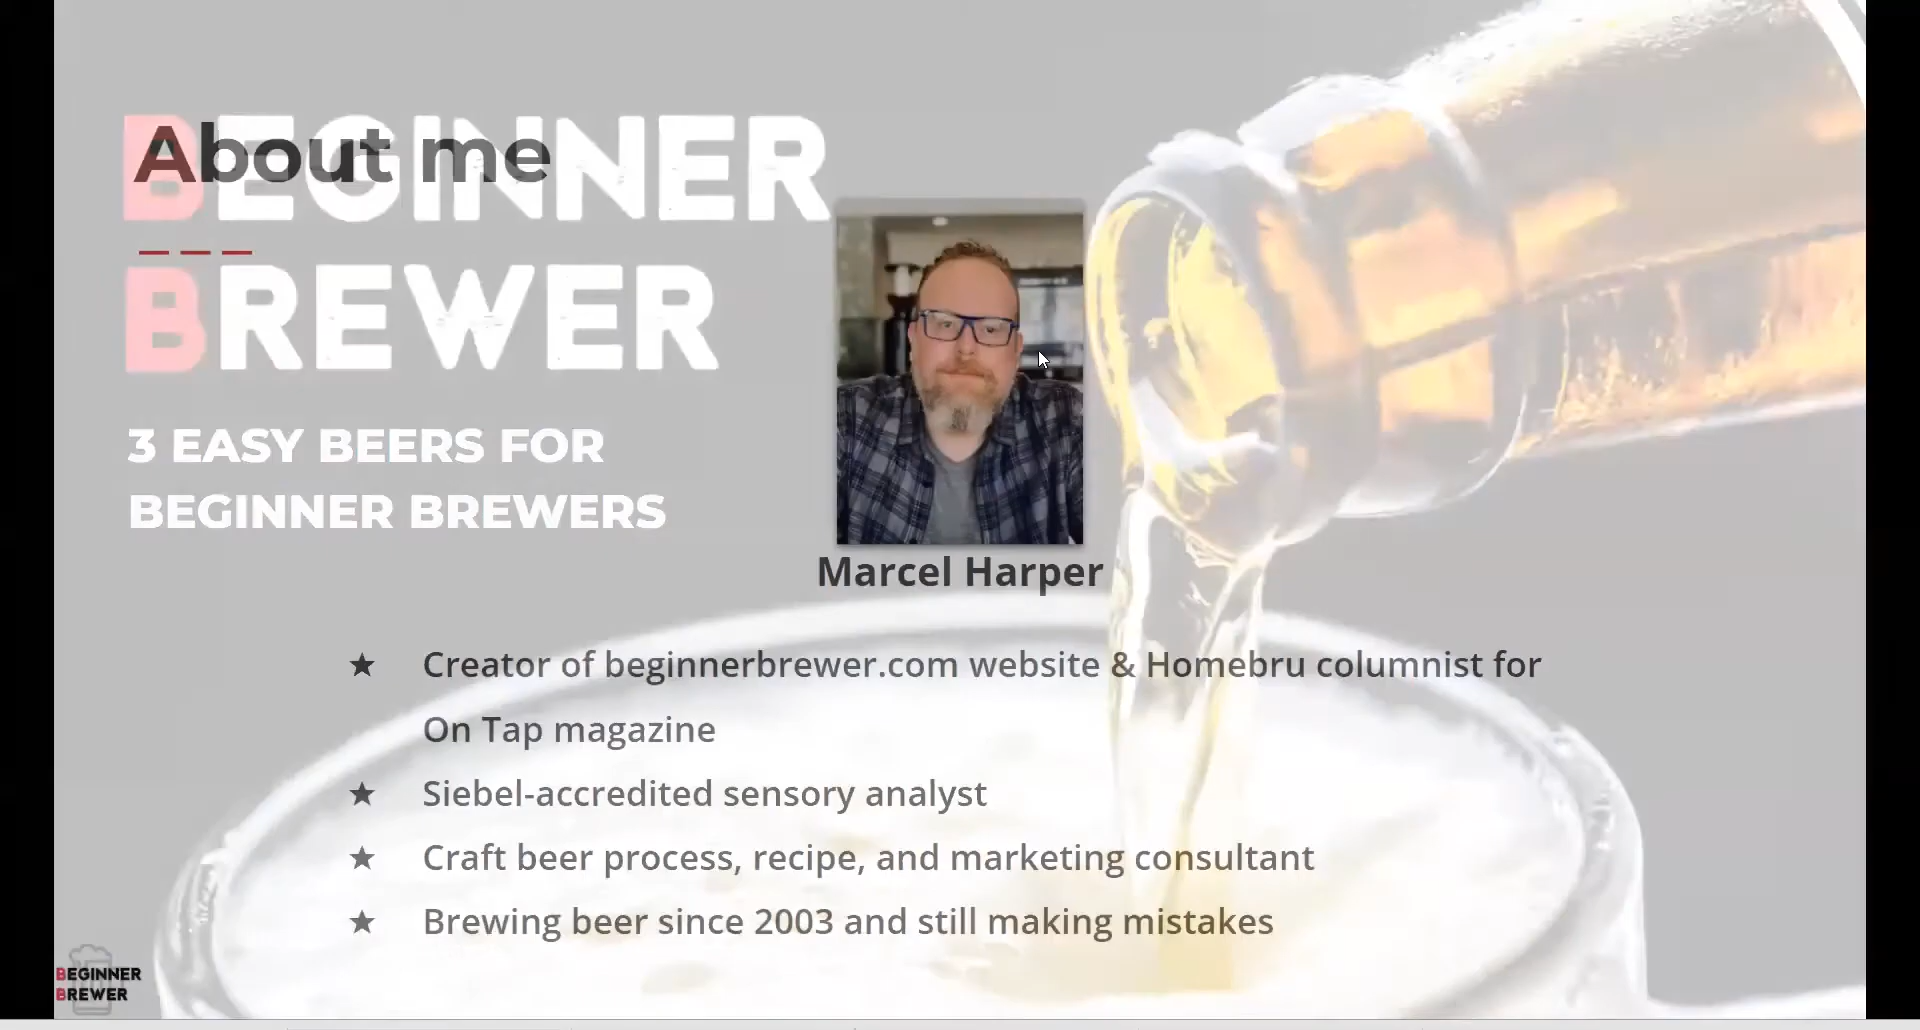 About me
BEGINNER
BREWER
3 EASY BEERS FOR
BEGINNER BREWERS
Marcel Harper
★ Creator of beginnerbrewer.com website & Homebru columnist for
On Tap magazine
★ Siebel-accredited sensory analyst
★ Craft beer process, recipe, and marketing consultant
★ Brewing beer since 2003 and still making mistakes
BEGINNER
BREWER